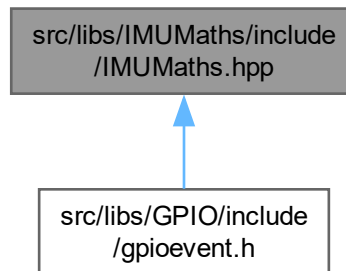 src/libs/IMUMaths/include
/IMUMaths.hpp
src/libs/GPIO/include
/gpioevent.h